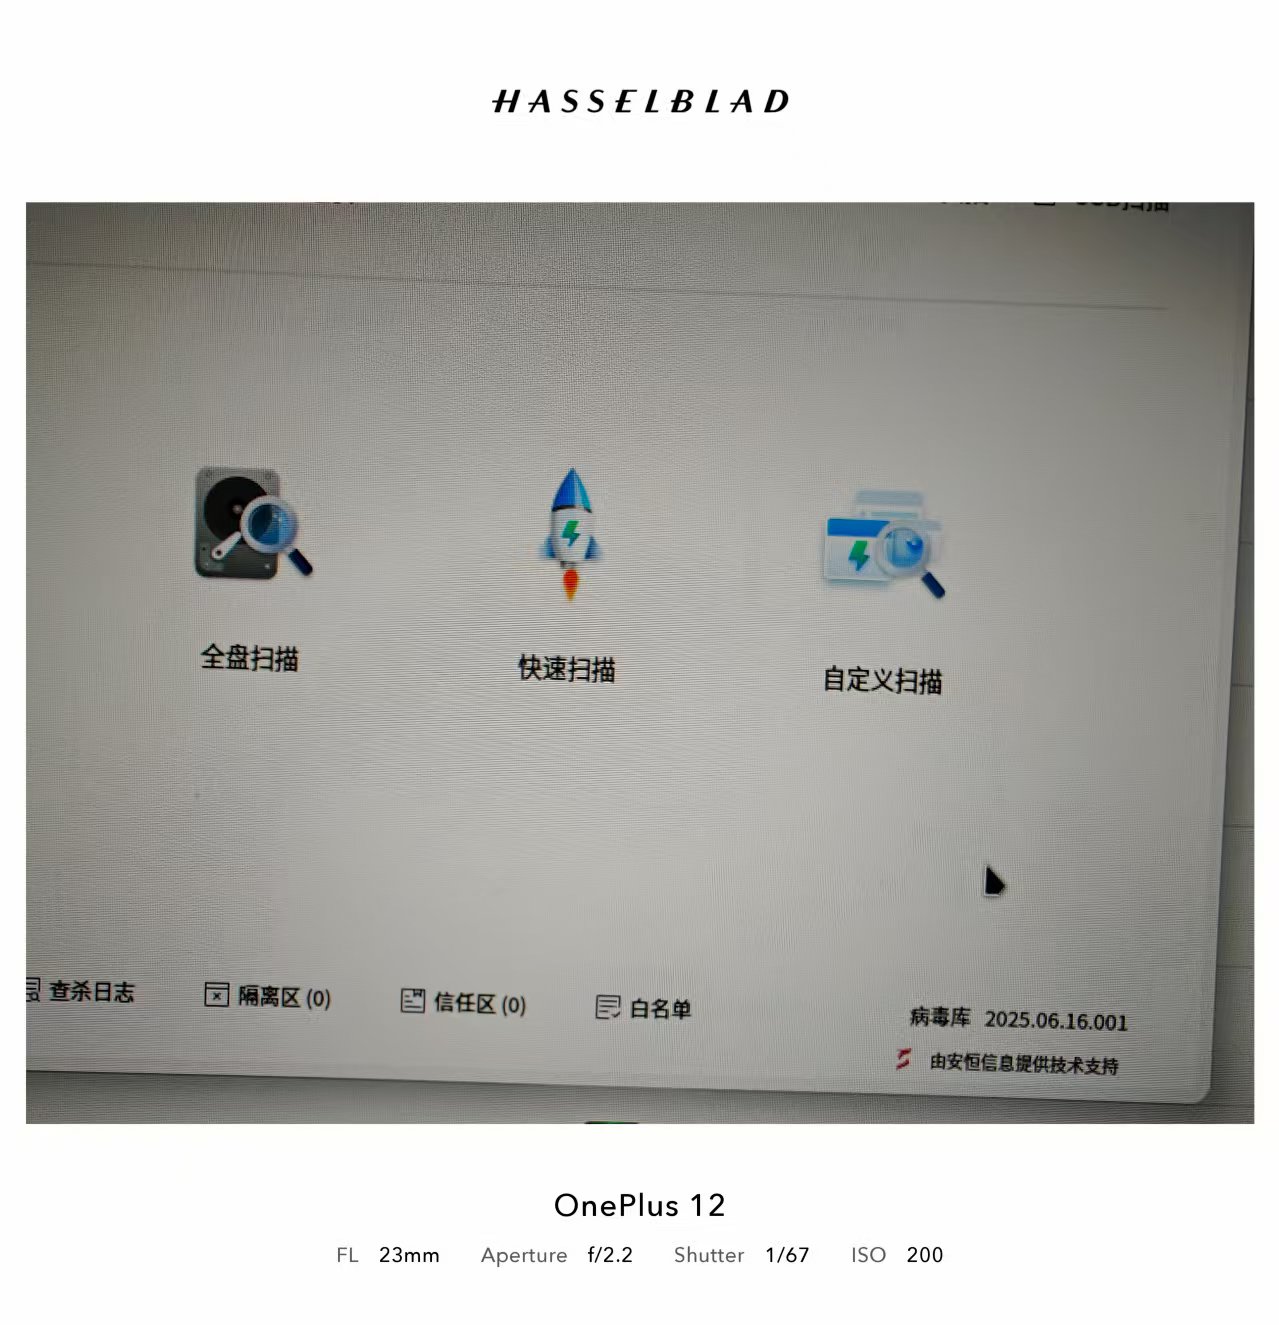 HASSELBLAD
全盘扫描
快速扫描
自定义扫描
查杀日志
隔离区 (0)
信任区 (0)
白名单
病毒库 2025.06.16.001
由安恒信息提供技术支持
OnePlus 12
FL 23mm Aperture f/2.2 Shutter 1/67 ISO 200